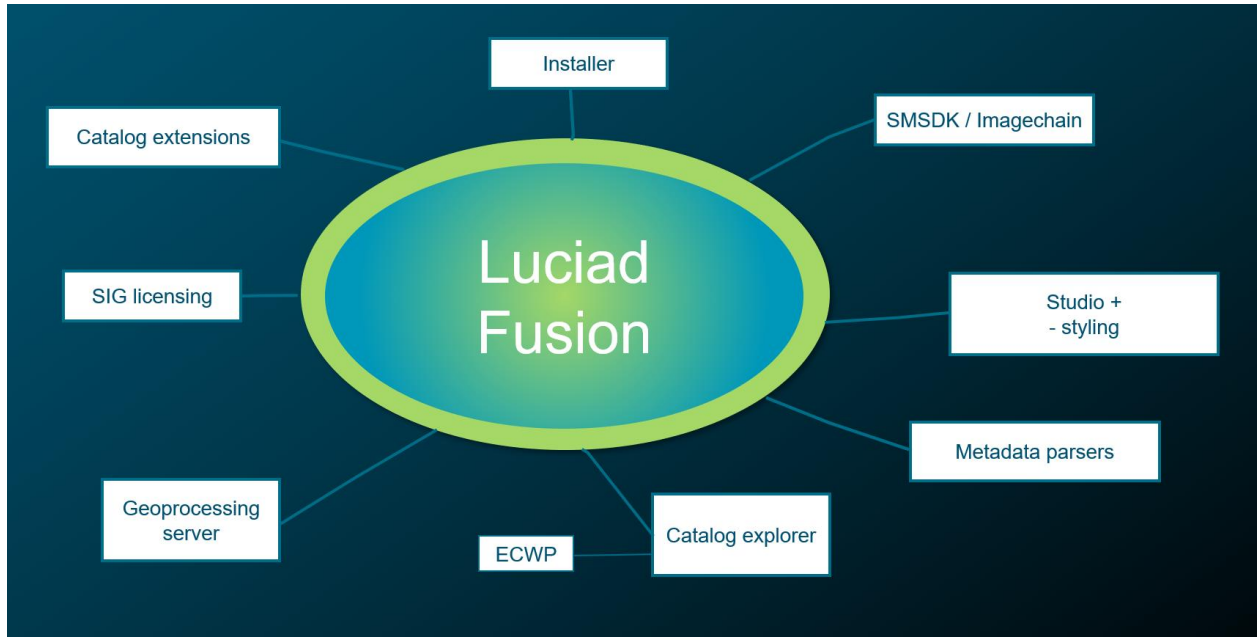 Installer
Catalog extensions
SMSDK / Imagechain
Luciad
Fusion
SIG licensing
Studio +
- styling
Metadata parsers
Geoprocessing
server
ECWP
Catalog explorer